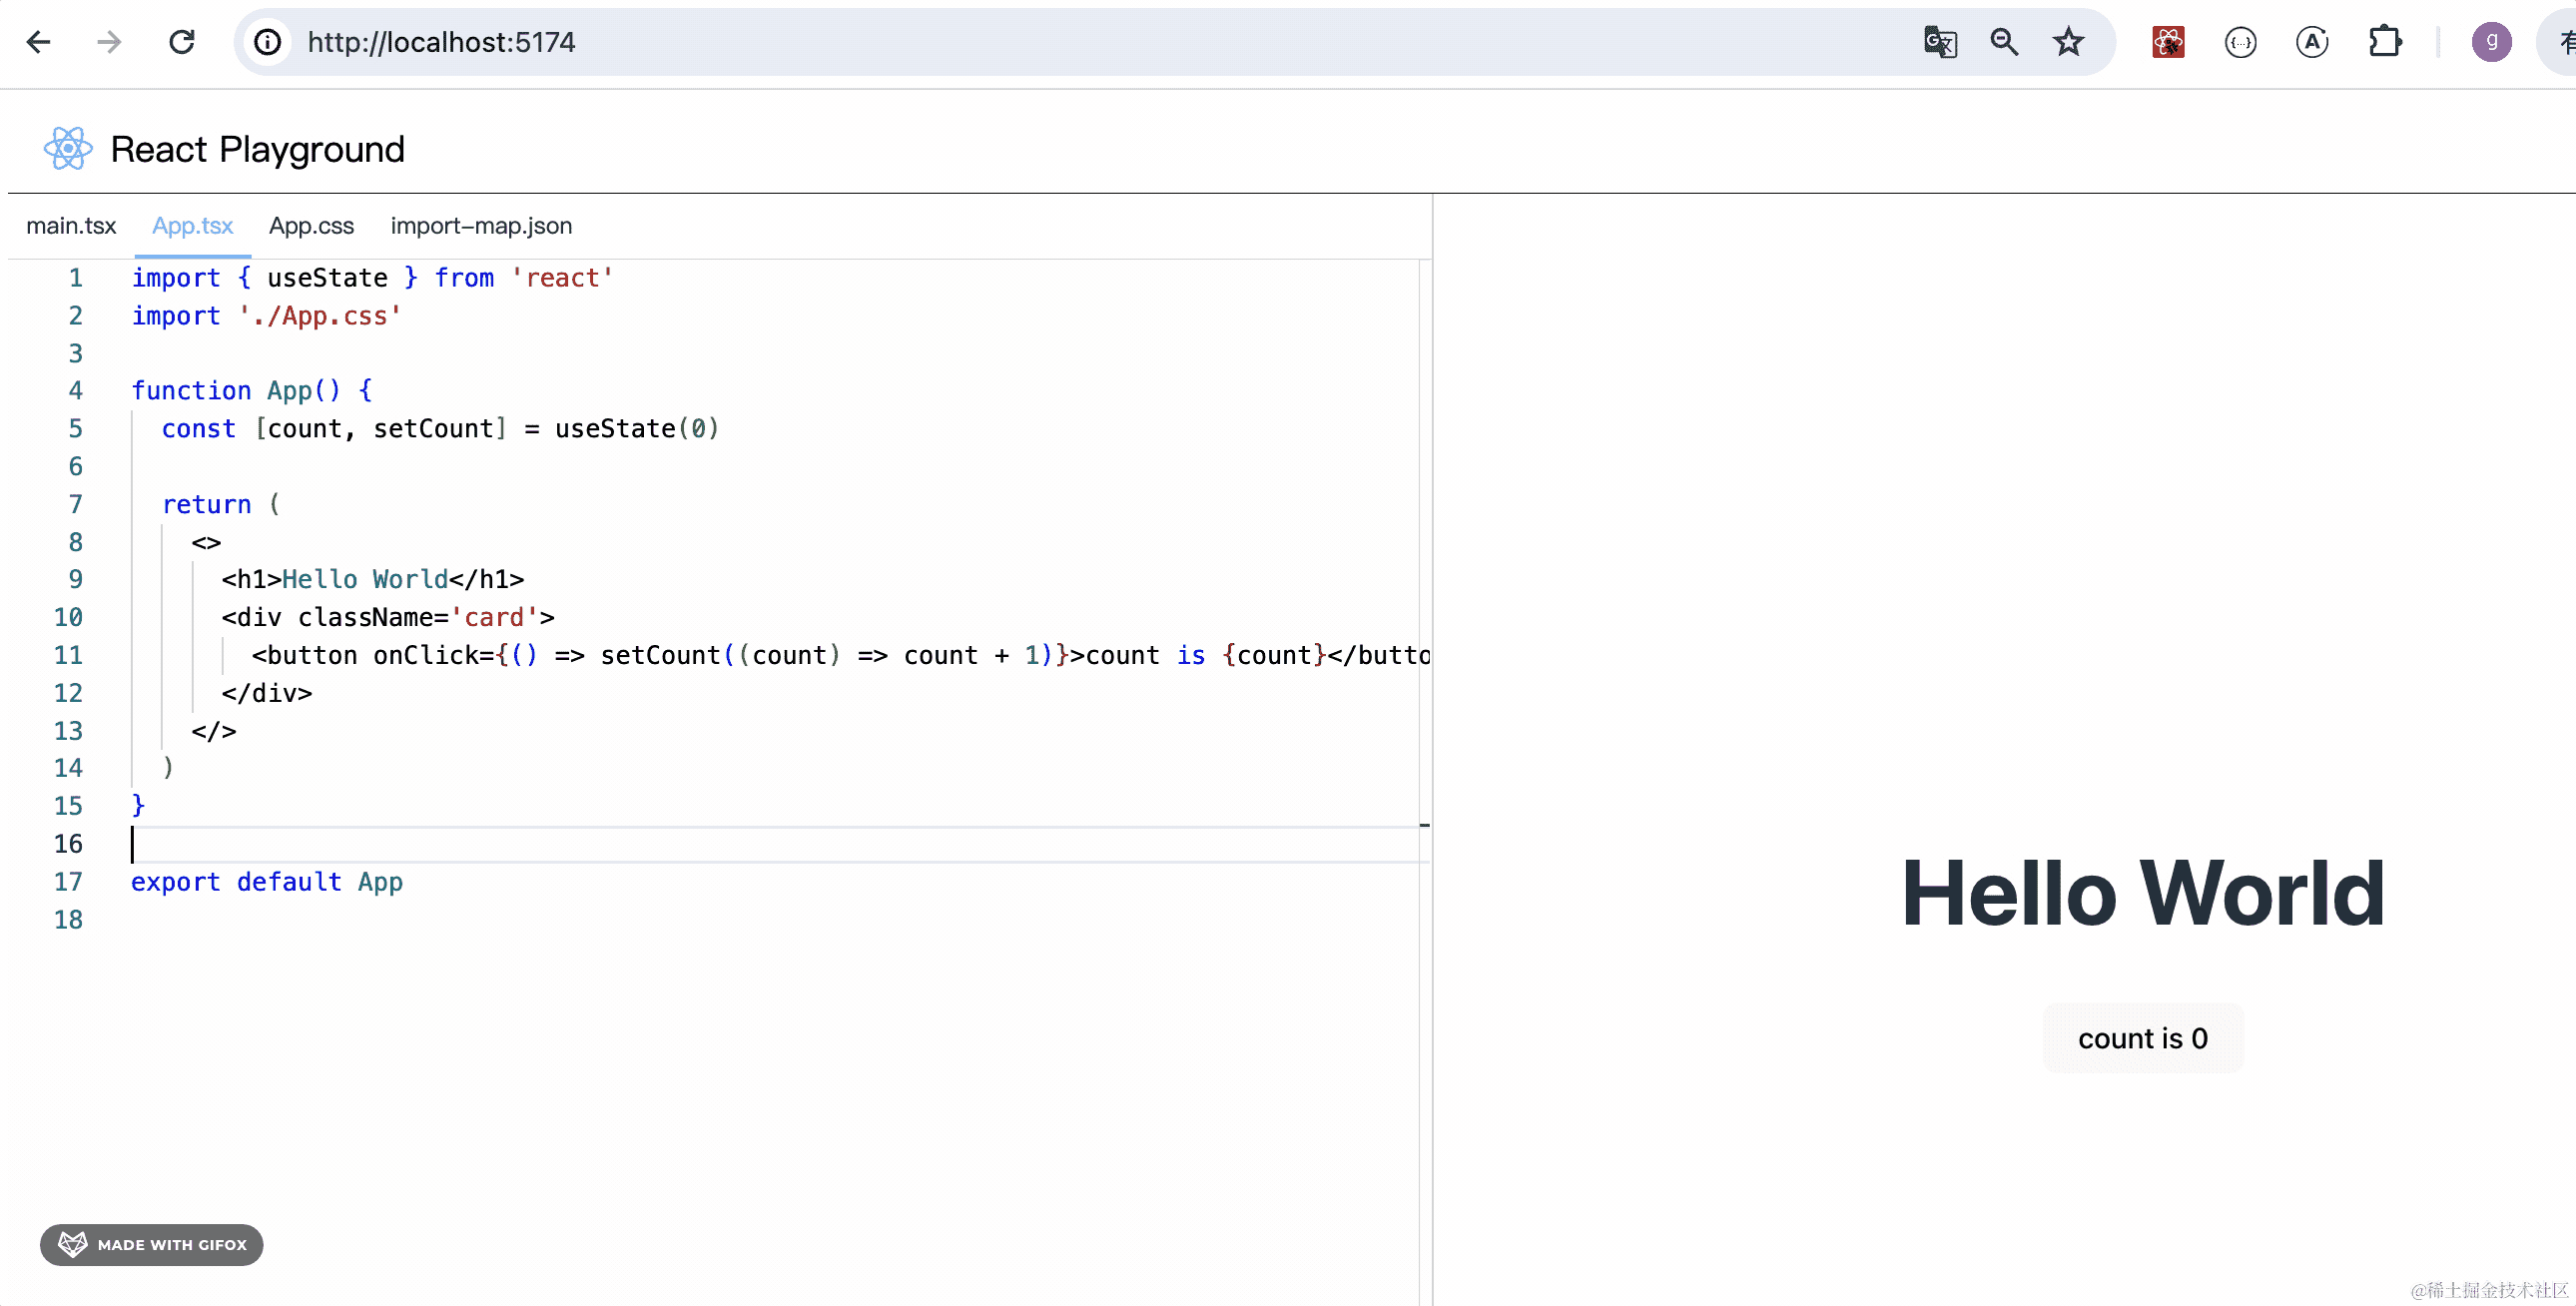 http://localhost:5174
g
有
React Playground
main.tsx App.tsx App.css import-map.json
1 import { useState } from 'react'
2 import './App.css'
3
4 function App() {
5 const [count, setCount] = useState(0)
6
7 return (
8 <>
9 <h1>Hello World</h1>
10 <div className='card'>
11 <button onClick={() => setCount((count) => count + 1)}>count is {count}</butto
12 </div>
13 </>
14 )
15 }
16
17 export default App
18
Hello World
count is 0
MADE WITH GIFOX
@稀土掘金技术社区